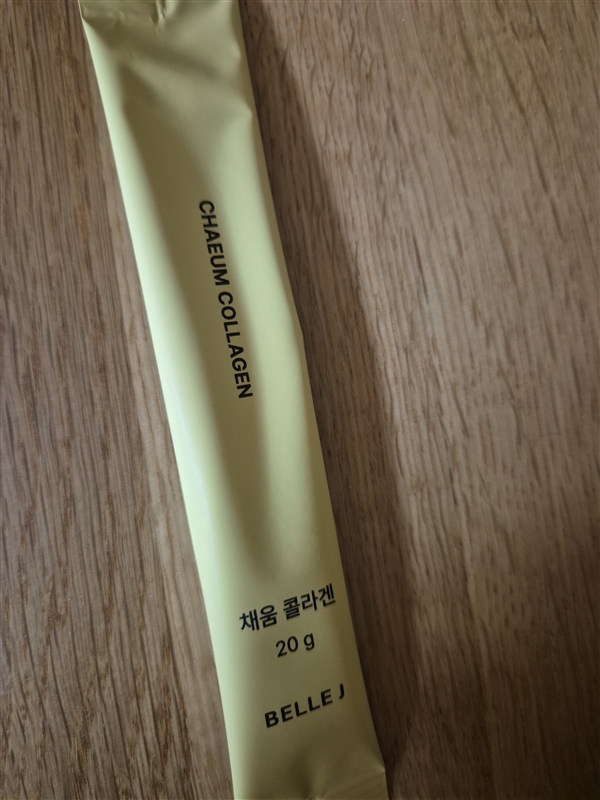 CHAEUM COLLAGEN
채움 콜라겐
20 g
BELLE J